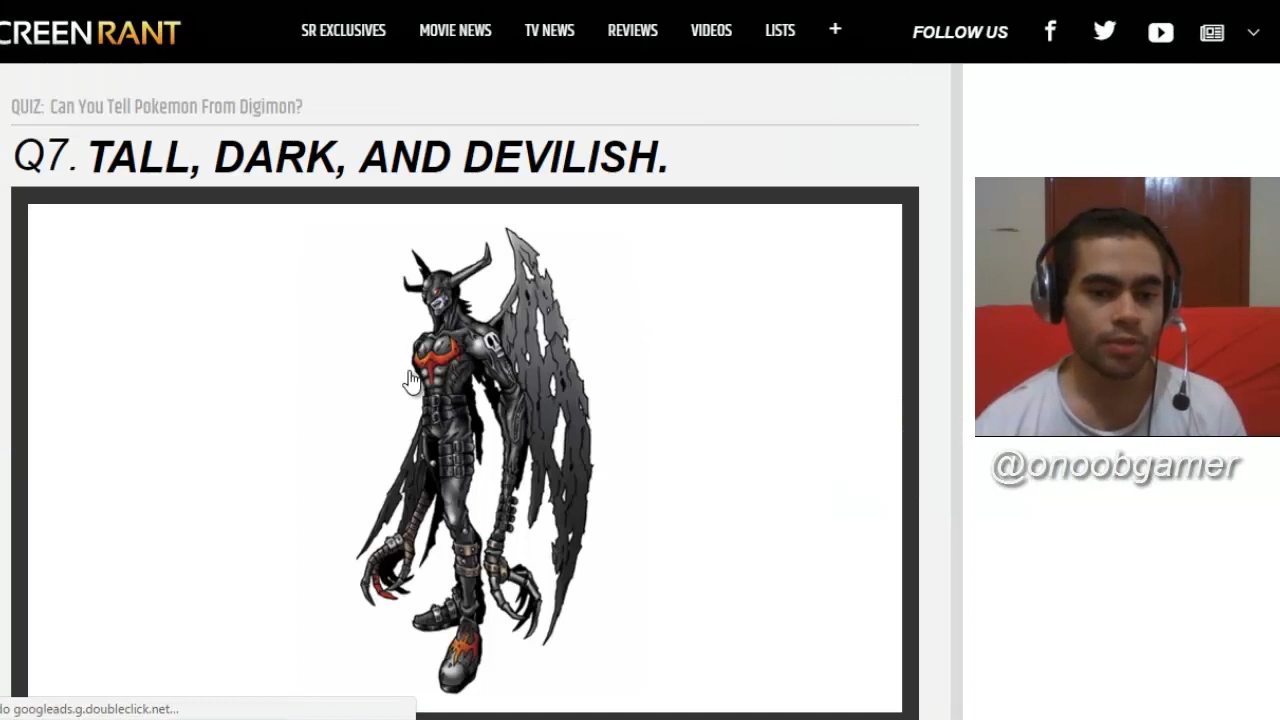 CREEN RANT SR EXCLUSIVES MOVIE NEWS TV NEWS REVIEWS VIDEOS LISTS + FOLLOW US
QUIZ: Can You Tell Pokemon From Digimon?
Q7. TALL, DARK, AND DEVILISH.
@onoobgamer
do googleads.g.doubleclick.net...